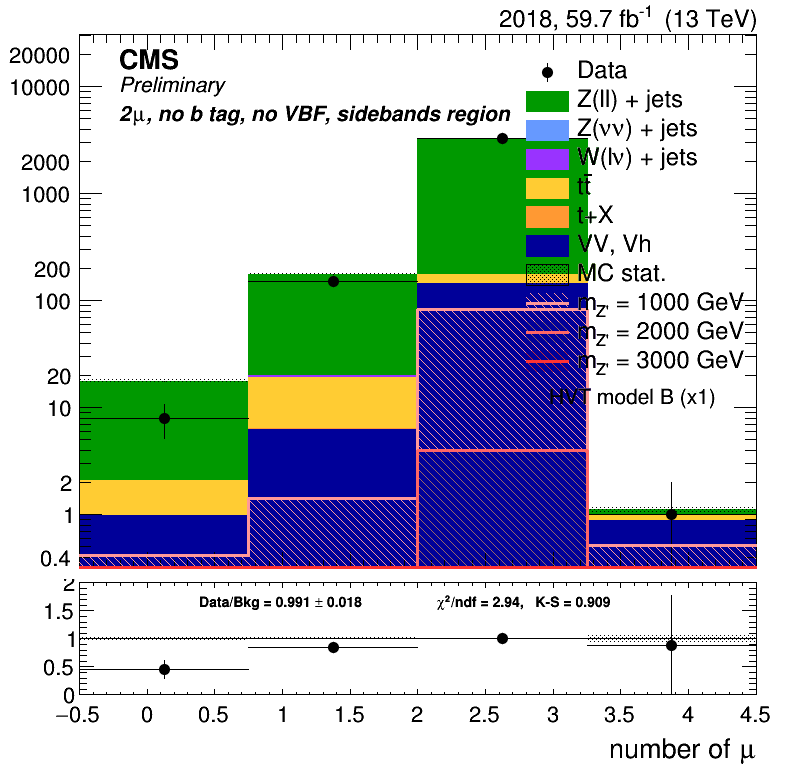 2018, 59.7 fb⁻¹ (13 TeV)
CMS
Preliminary
2μ, no b tag, no VBF, sidebands region
Data
Z(ll) + jets
Z(νν) + jets
W(lν) + jets
tt̄
t+X
VV, Vh
MC stat.
m_Z' = 1000 GeV
m_Z' = 2000 GeV
m_Z' = 3000 GeV
HVT model B (x1)
20000
10000
2000
1000
200
100
20
10
2
1
0.4
Data/Bkg = 0.991 ± 0.018
χ²/ndf = 2.94, K-S = 0.909
2
1.5
1
0.5
0
−0.5 0 0.5 1 1.5 2 2.5 3 3.5 4 4.5
number of μ